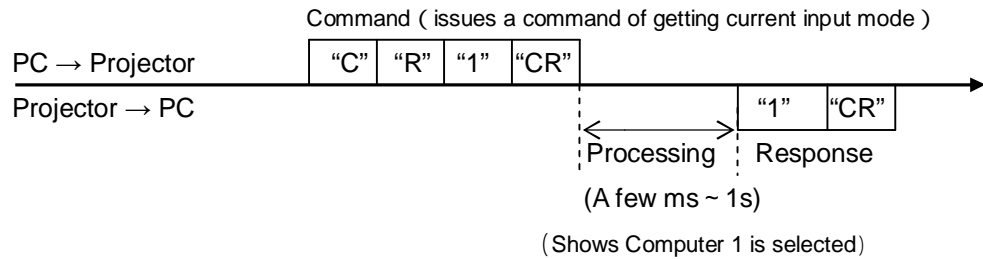 Command ( issues a command of getting current input mode )
PC → Projector “C” “R” “1” “CR”
Projector → PC “1” “CR”
Processing Response
(A few ms ~ 1s)
(Shows Computer 1 is selected)